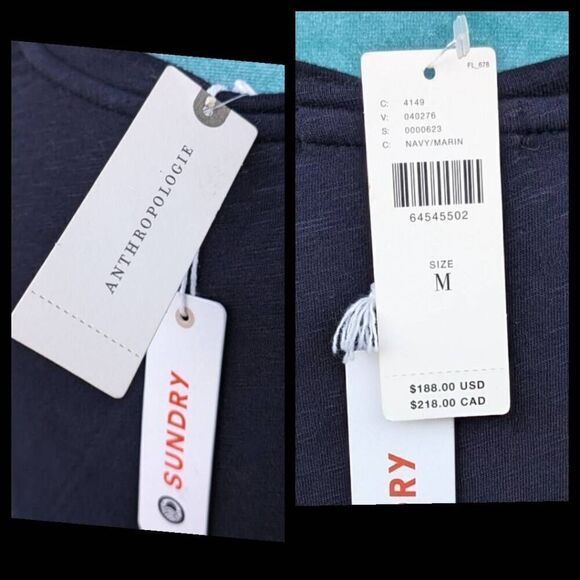 ANTHROPOLOGIE
SUNDRY
FL_678
C: 4149
V: 040276
S: 0000623
C: NAVY/MARIN
64545502
SIZE
M
$188.00 USD
$218.00 CAD
RY